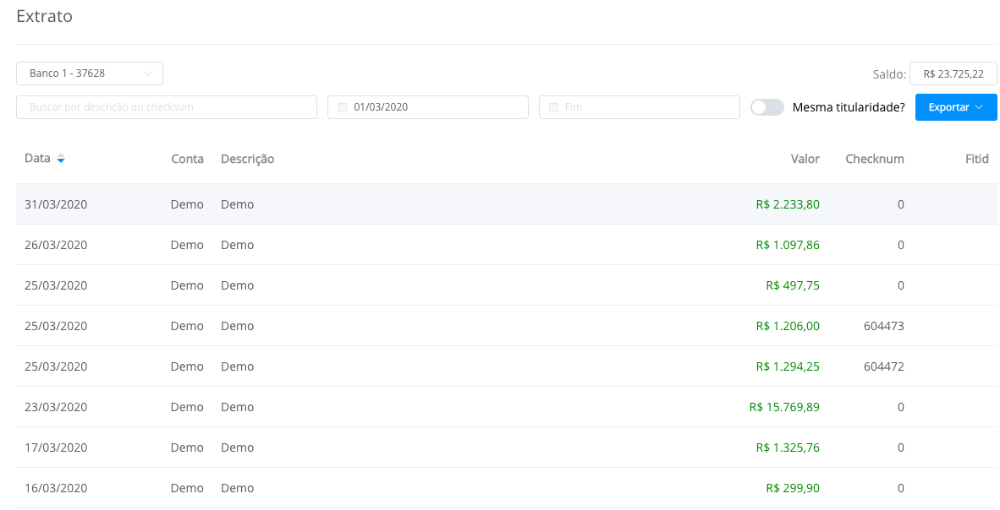 Extrato
Banco 1 - 37628
Saldo: R$ 23.725,22
Buscar por descrição ou checksum 01/03/2020 Fim Mesma titularidade? Exportar
Data Conta Descrição Valor Checknum Fitid
31/03/2020 Demo Demo R$ 2.233,80 0
26/03/2020 Demo Demo R$ 1.097,86 0
25/03/2020 Demo Demo R$ 497,75 0
25/03/2020 Demo Demo R$ 1.206,00 604473
25/03/2020 Demo Demo R$ 1.294,25 604472
23/03/2020 Demo Demo R$ 15.769,89 0
17/03/2020 Demo Demo R$ 1.325,76 0
16/03/2020 Demo Demo R$ 299,90 0